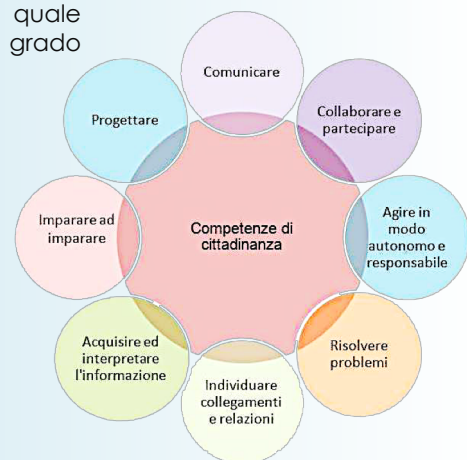 quale
grado
Comunicare
Collaborare e
partecipare
Agire in
modo
autonomo e
responsabile
Risolvere
problemi
Individuare
collegamenti
e relazioni
Acquisire ed
interpretare
l'informazione
Imparare ad
imparare
Progettare
Competenze di
cittadinanza